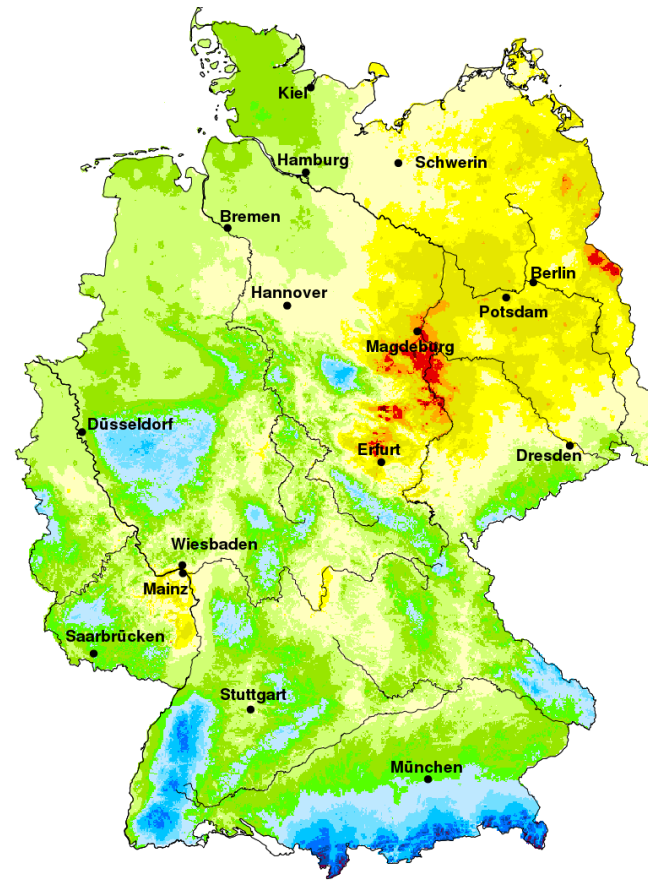 Kiel
Hamburg
Schwerin
Bremen
Berlin
Hannover
Potsdam
Magdeburg
Düsseldorf
Erfurt
Dresden
Wiesbaden
Mainz
Saarbrücken
Stuttgart
München